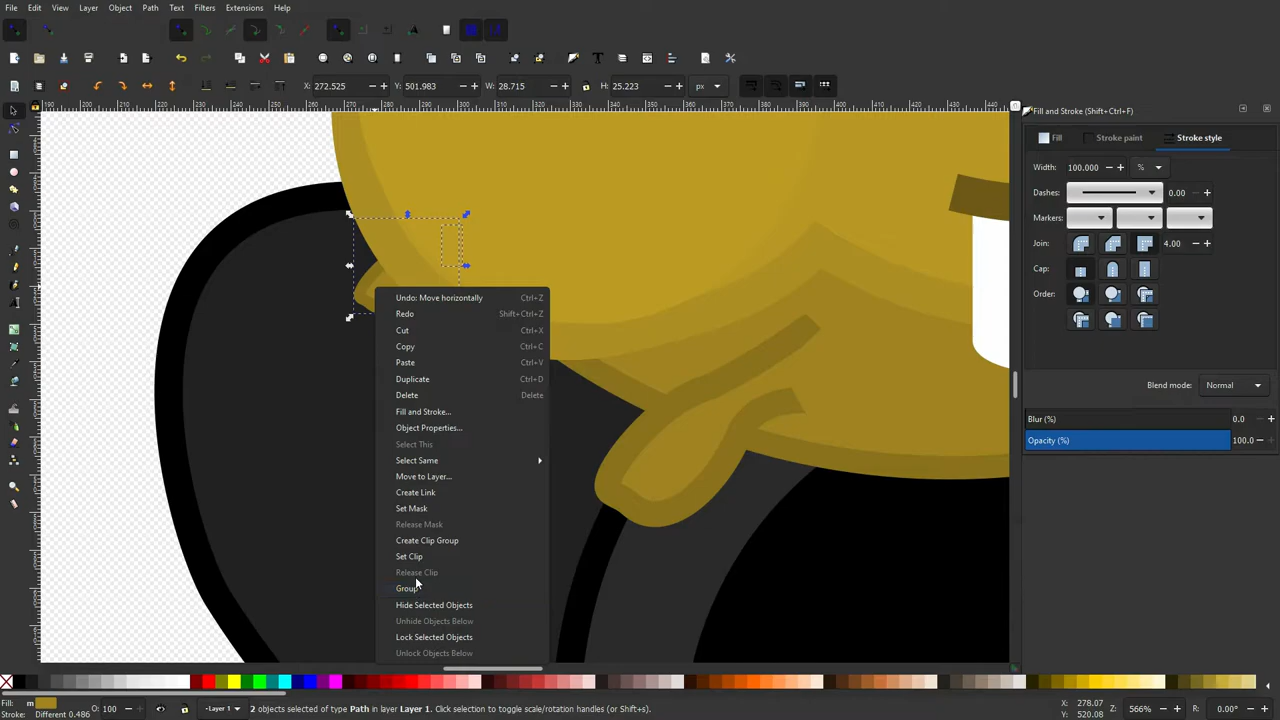 File Edit View Layer Object Path Text Filters Extensions Help
X: 272.525 Y: 501.983 W: 28.715 H: 25.223 px
Fill and Stroke (Shift+Ctrl+F)
Fill Stroke paint Stroke style
Width: 100.000 %
Dashes: 0.00
Markers:
Join: 4.00
Cap:
Order:
Undo: Move horizontally Ctrl+Z
Redo Shift+Ctrl+Z
Cut Ctrl+X
Copy Ctrl+C
Paste Ctrl+V
Duplicate Ctrl+D
Delete Delete
Fill and Stroke...
Object Properties...
Select This
Select Same
Move to Layer...
Create Link
Set Mask
Release Mask
Create Clip Group
Set Clip
Release Clip
Group
Hide Selected Objects
Unhide Objects Below
Lock Selected Objects
Unlock Objects Below
Blend mode: Normal
Blur (%) 0.0
Opacity (%) 100.0
Fill: m O: 100 Layer 1 2 objects selected of type Path in layer Layer 1. Click selection to toggle scale/rotation handles (or Shift+s). X: 278.07 Z: 566% R: 0.00°
Stroke: Different 0.486 Y: 520.08